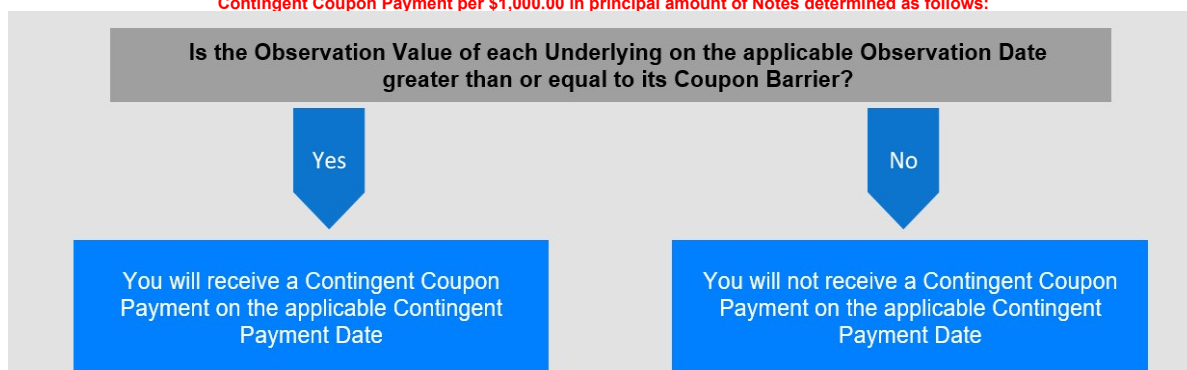 Contingent Coupon Payment per $1,000.00 in principal amount of Notes determined as follows:
Is the Observation Value of each Underlying on the applicable Observation Date
greater than or equal to its Coupon Barrier?
Yes
No
You will receive a Contingent Coupon
Payment on the applicable Contingent
Payment Date
You will not receive a Contingent Coupon
Payment on the applicable Contingent
Payment Date